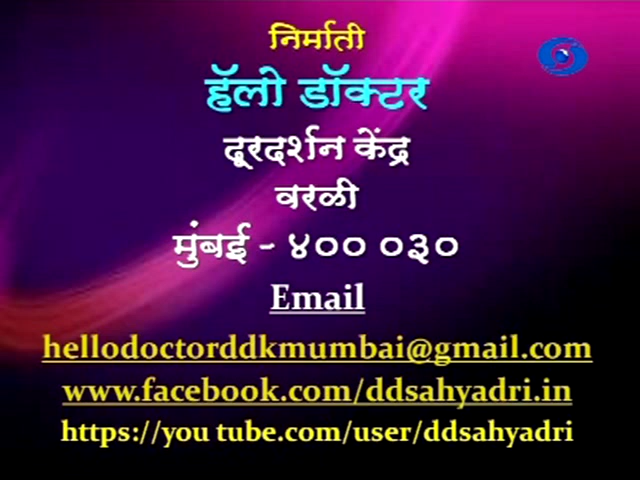 निर्माती
हॅलो डॉक्टर
दूरदर्शन केंद्र
वरळी
मुंबई - ४०० ०३०
Email
hellodoctorddkmumbai@gmail.com
www.facebook.com/ddsahyadri.in
https://you tube.com/user/ddsahyadri